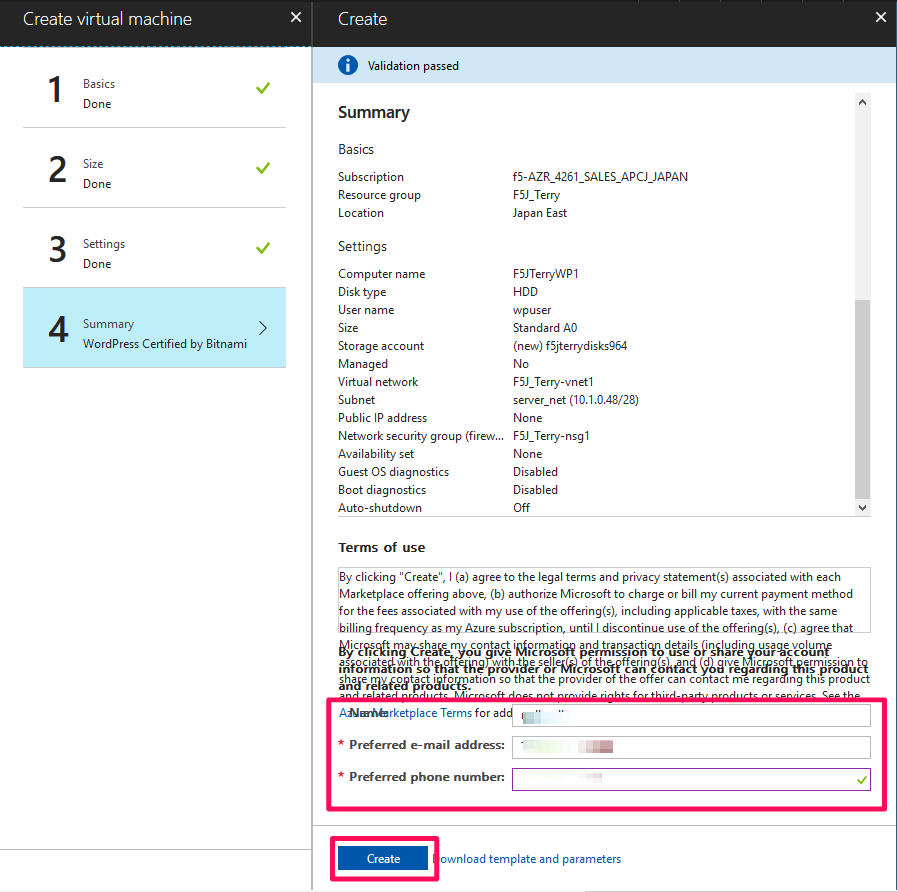 Create virtual machine
Create
1
Basics
Done
2
Size
Done
3
Settings
Done
4
Summary
WordPress Certified by Bitnami
Validation passed
Summary
Basics
Subscription f5-AZR_4261_SALES_APCJ_JAPAN
Resource group F5J_Terry
Location Japan East
Settings
Computer name F5JTerryWP1
Disk type HDD
User name wpuser
Size Standard A0
Storage account (new) f5jterrydisks964
Managed No
Virtual network F5J_Terry-vnet1
Subnet server_net (10.1.0.48/28)
Public IP address None
Network security group (firew... F5J_Terry-nsg1
Availability set None
Guest OS diagnostics Disabled
Boot diagnostics Disabled
Auto-shutdown Off
Terms of use
By clicking "Create", I (a) agree to the legal terms and privacy statement(s) associated with each
Marketplace offering above, (b) authorize Microsoft to charge or bill my current payment method
for the fees associated with my use of the offering(s), including applicable taxes, with the same
billing frequency as my Azure subscription, until I discontinue use of the offering(s), (c) agree that
Microsoft may share my contact information and transaction details (including usage volume
associated with the offering) with the seller(s) of the offering(s), and (d) give Microsoft permission to
share my contact information so that the provider of the offer can contact me regarding this product
and related products. Microsoft does not provide rights for third-party products or services. See the
Azure Marketplace Terms for
By clicking Create, you give Microsoft permission to use or share your account
information so that the provider or Microsoft can contact you regarding this product
and related products.
Name:
* Preferred e-mail address:
* Preferred phone number:
Create
Download template and parameters